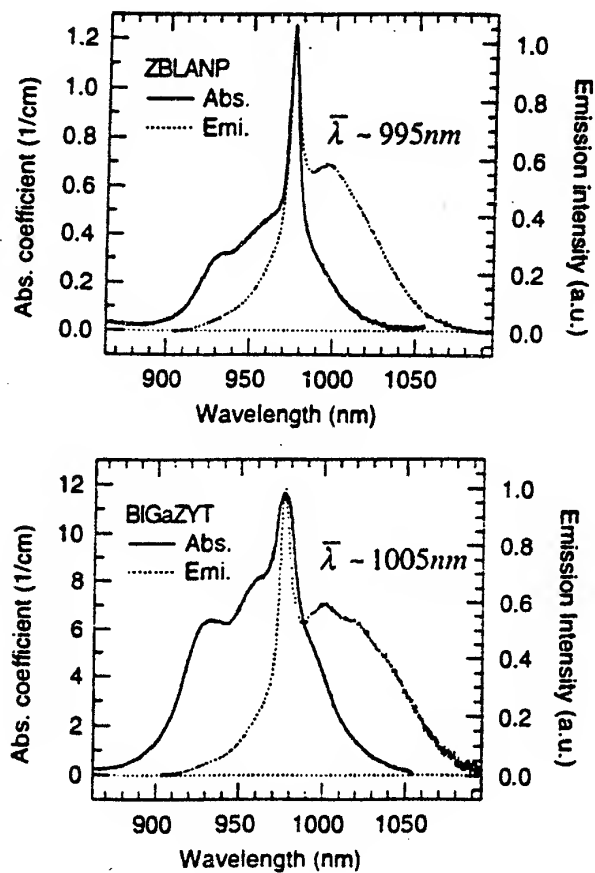 1.2
1.0
ZBLANP
Abs.
Emi.
λ̄ ~ 995nm
1.0
0.8
0.8
0.6
0.6
0.4
0.4
0.2
0.2
0.0
0.0
Abs. coefficient (1/cm)
Emission intensity (a.u.)
900
950
1000
1050
Wavelength (nm)
12
1.0
BIGaZYT
Abs.
Emi.
λ̄ ~ 1005nm
10
0.8
8
0.6
6
0.4
4
0.2
2
0
0.0
Abs. coefficient (1/cm)
Emission Intensity (a.u.)
900
950
1000
1050
Wavelength (nm)